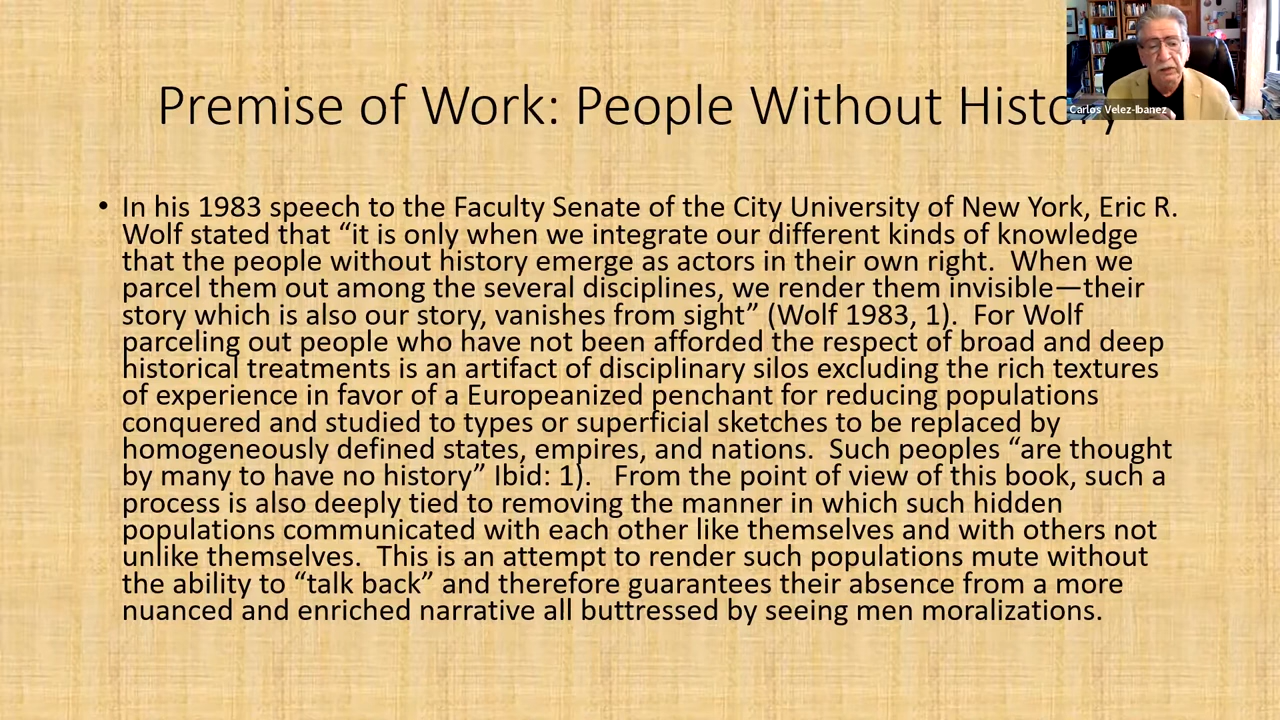 Premise of Work: People Without History
Carlos Velez-Ibanez
• In his 1983 speech to the Faculty Senate of the City University of New York, Eric R.
Wolf stated that “it is only when we integrate our different kinds of knowledge
that the people without history emerge as actors in their own right.  When we
parcel them out among the several disciplines, we render them invisible—their
story which is also our story, vanishes from sight” (Wolf 1983, 1).  For Wolf
parceling out people who have not been afforded the respect of broad and deep
historical treatments is an artifact of disciplinary silos excluding the rich textures
of experience in favor of a Europeanized penchant for reducing populations
conquered and studied to types or superficial sketches to be replaced by
homogeneously defined states, empires, and nations.  Such peoples “are thought
by many to have no history” Ibid: 1).   From the point of view of this book, such a
process is also deeply tied to removing the manner in which such hidden
populations communicated with each other like themselves and with others not
unlike themselves.  This is an attempt to render such populations mute without
the ability to “talk back” and therefore guarantees their absence from a more
nuanced and enriched narrative all buttressed by seeing men moralizations.